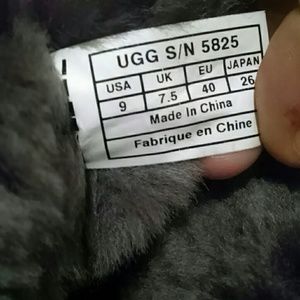 UGG S/N 5825
USA UK EU JAPAN
9 7.5 40 26
Made In China
Fabrique en Chine